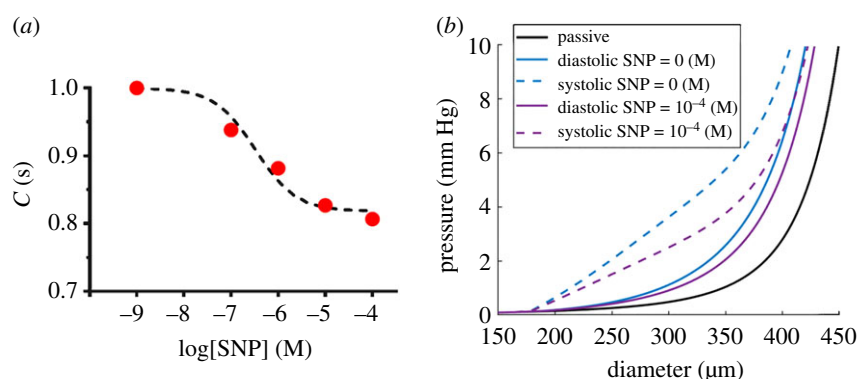 (a)
1.0
0.9
0.8
0.7
C (s)
–9 –8 –7 –6 –5 –4
log[SNP] (M)
(b)
passive
diastolic SNP = 0 (M)
systolic SNP = 0 (M)
diastolic SNP = 10⁻⁴ (M)
systolic SNP = 10⁻⁴ (M)
10
8
6
4
2
0
pressure (mm Hg)
150 200 250 300 350 400 450
diameter (µm)